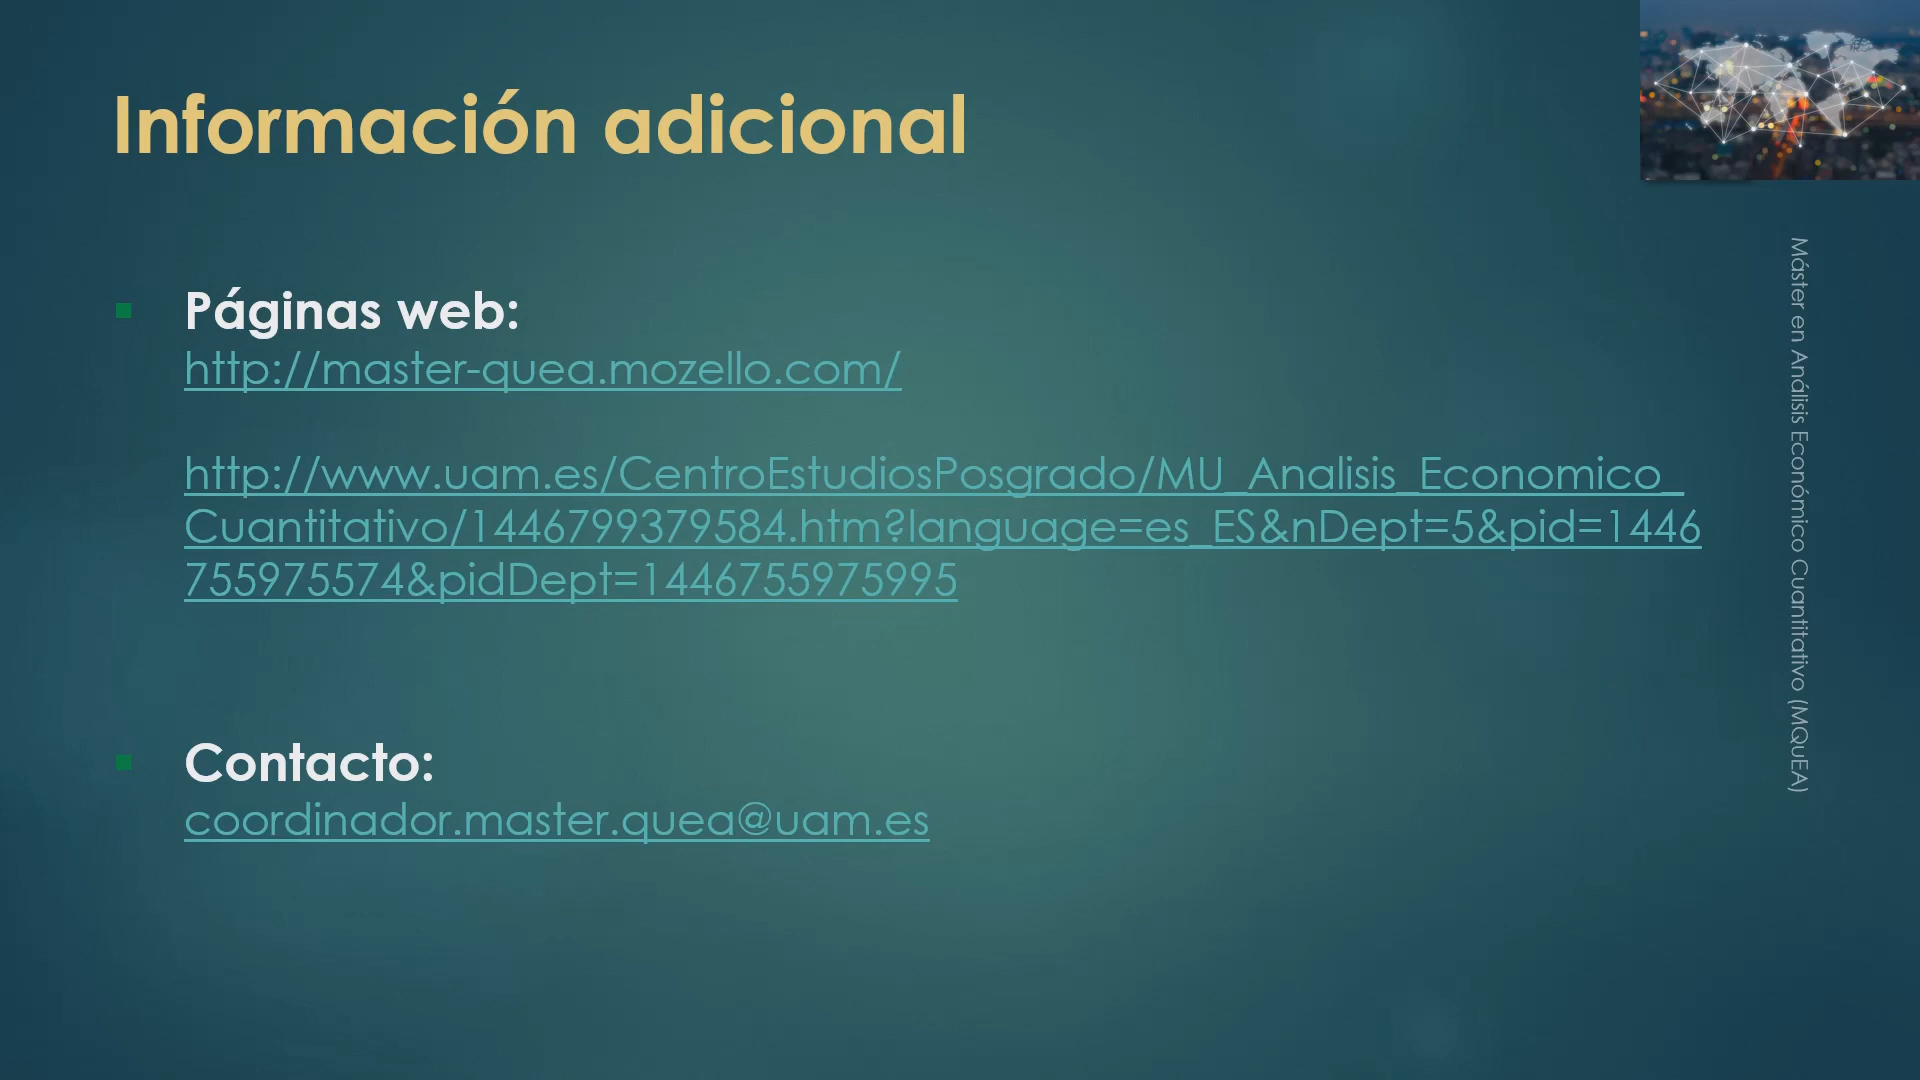 Información adicional
Páginas web:
http://master-quea.mozello.com/
http://www.uam.es/CentroEstudiosPosgrado/MU_Analisis_Economico_
Cuantitativo/1446799379584.htm?language=es_ES&nDept=5&pid=1446
755975574&pidDept=1446755975995
Contacto:
coordinador.master.quea@uam.es
Máster en Análisis Económico Cuantitativo (MQuEA)